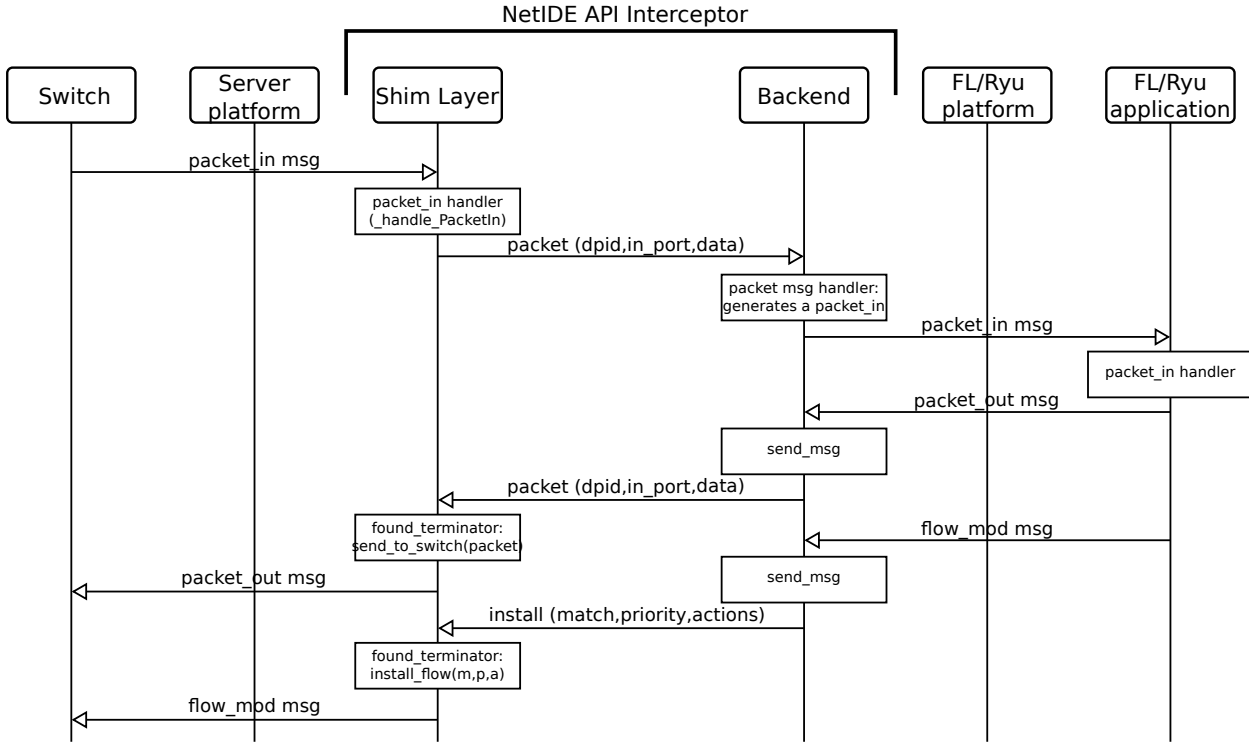 NetIDE API Interceptor
Switch
Server
platform
Shim Layer
Backend
FL/Ryu
platform
FL/Ryu
application
packet_in msg
packet_in handler
(_handle_PacketIn)
packet (dpid,in_port,data)
packet msg handler:
generates a packet_in
packet_in msg
packet_in handler
packet_out msg
send_msg
packet (dpid,in_port,data)
found_terminator:
send_to_switch(packet)
flow_mod msg
packet_out msg
send_msg
install (match,priority,actions)
found_terminator:
install_flow(m,p,a)
flow_mod msg